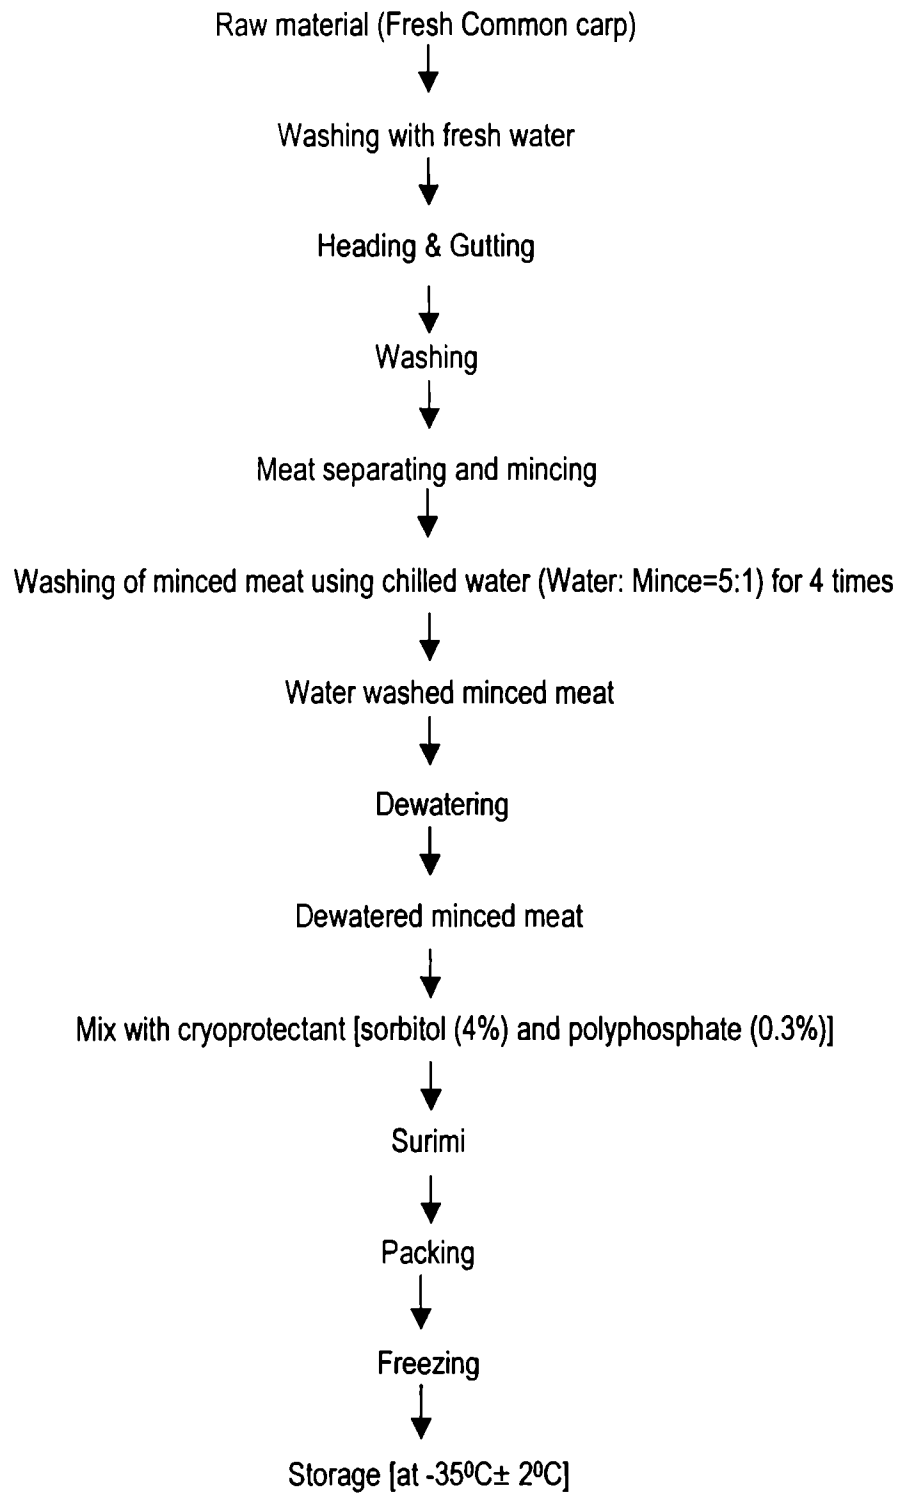 Raw material (Fresh Common carp)
Washing with fresh water
Heading & Gutting
Washing
Meat separating and mincing
Washing of minced meat using chilled water (Water: Mince=5:1) for 4 times
Water washed minced meat
Dewatering
Dewatered minced meat
Mix with cryoprotectant [sorbitol (4%) and polyphosphate (0.3%)]
Surimi
Packing
Freezing
Storage [at -35⁰C± 2⁰C]